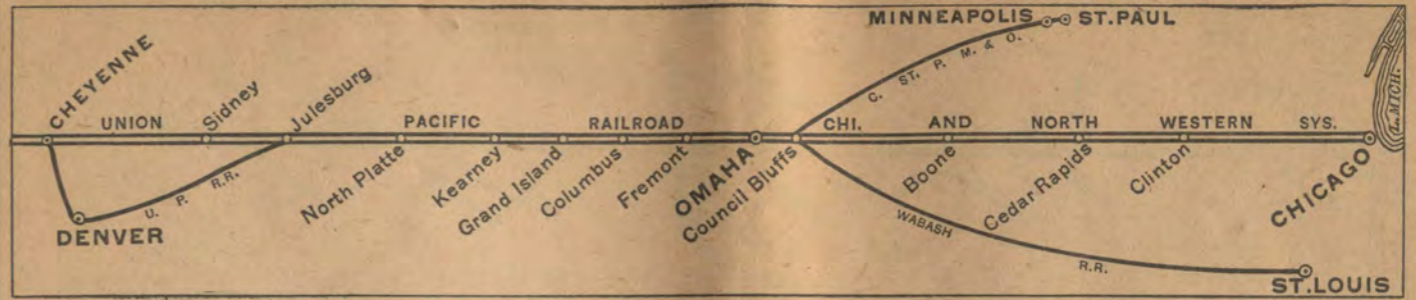 MINNEAPOLIS ST. PAUL
C. ST. P. M. & O.
CHEYENNE
Sidney
Julesburg
UNION PACIFIC RAILROAD CHI. AND NORTH WESTERN SYS.
L. MICH.
North Platte
Kearney
Grand Island
Columbus
Fremont
OMAHA
Council Bluffs
Boone
Cedar Rapids
Clinton
CHICAGO
U. P. R.R.
DENVER
WABASH R.R.
ST. LOUIS